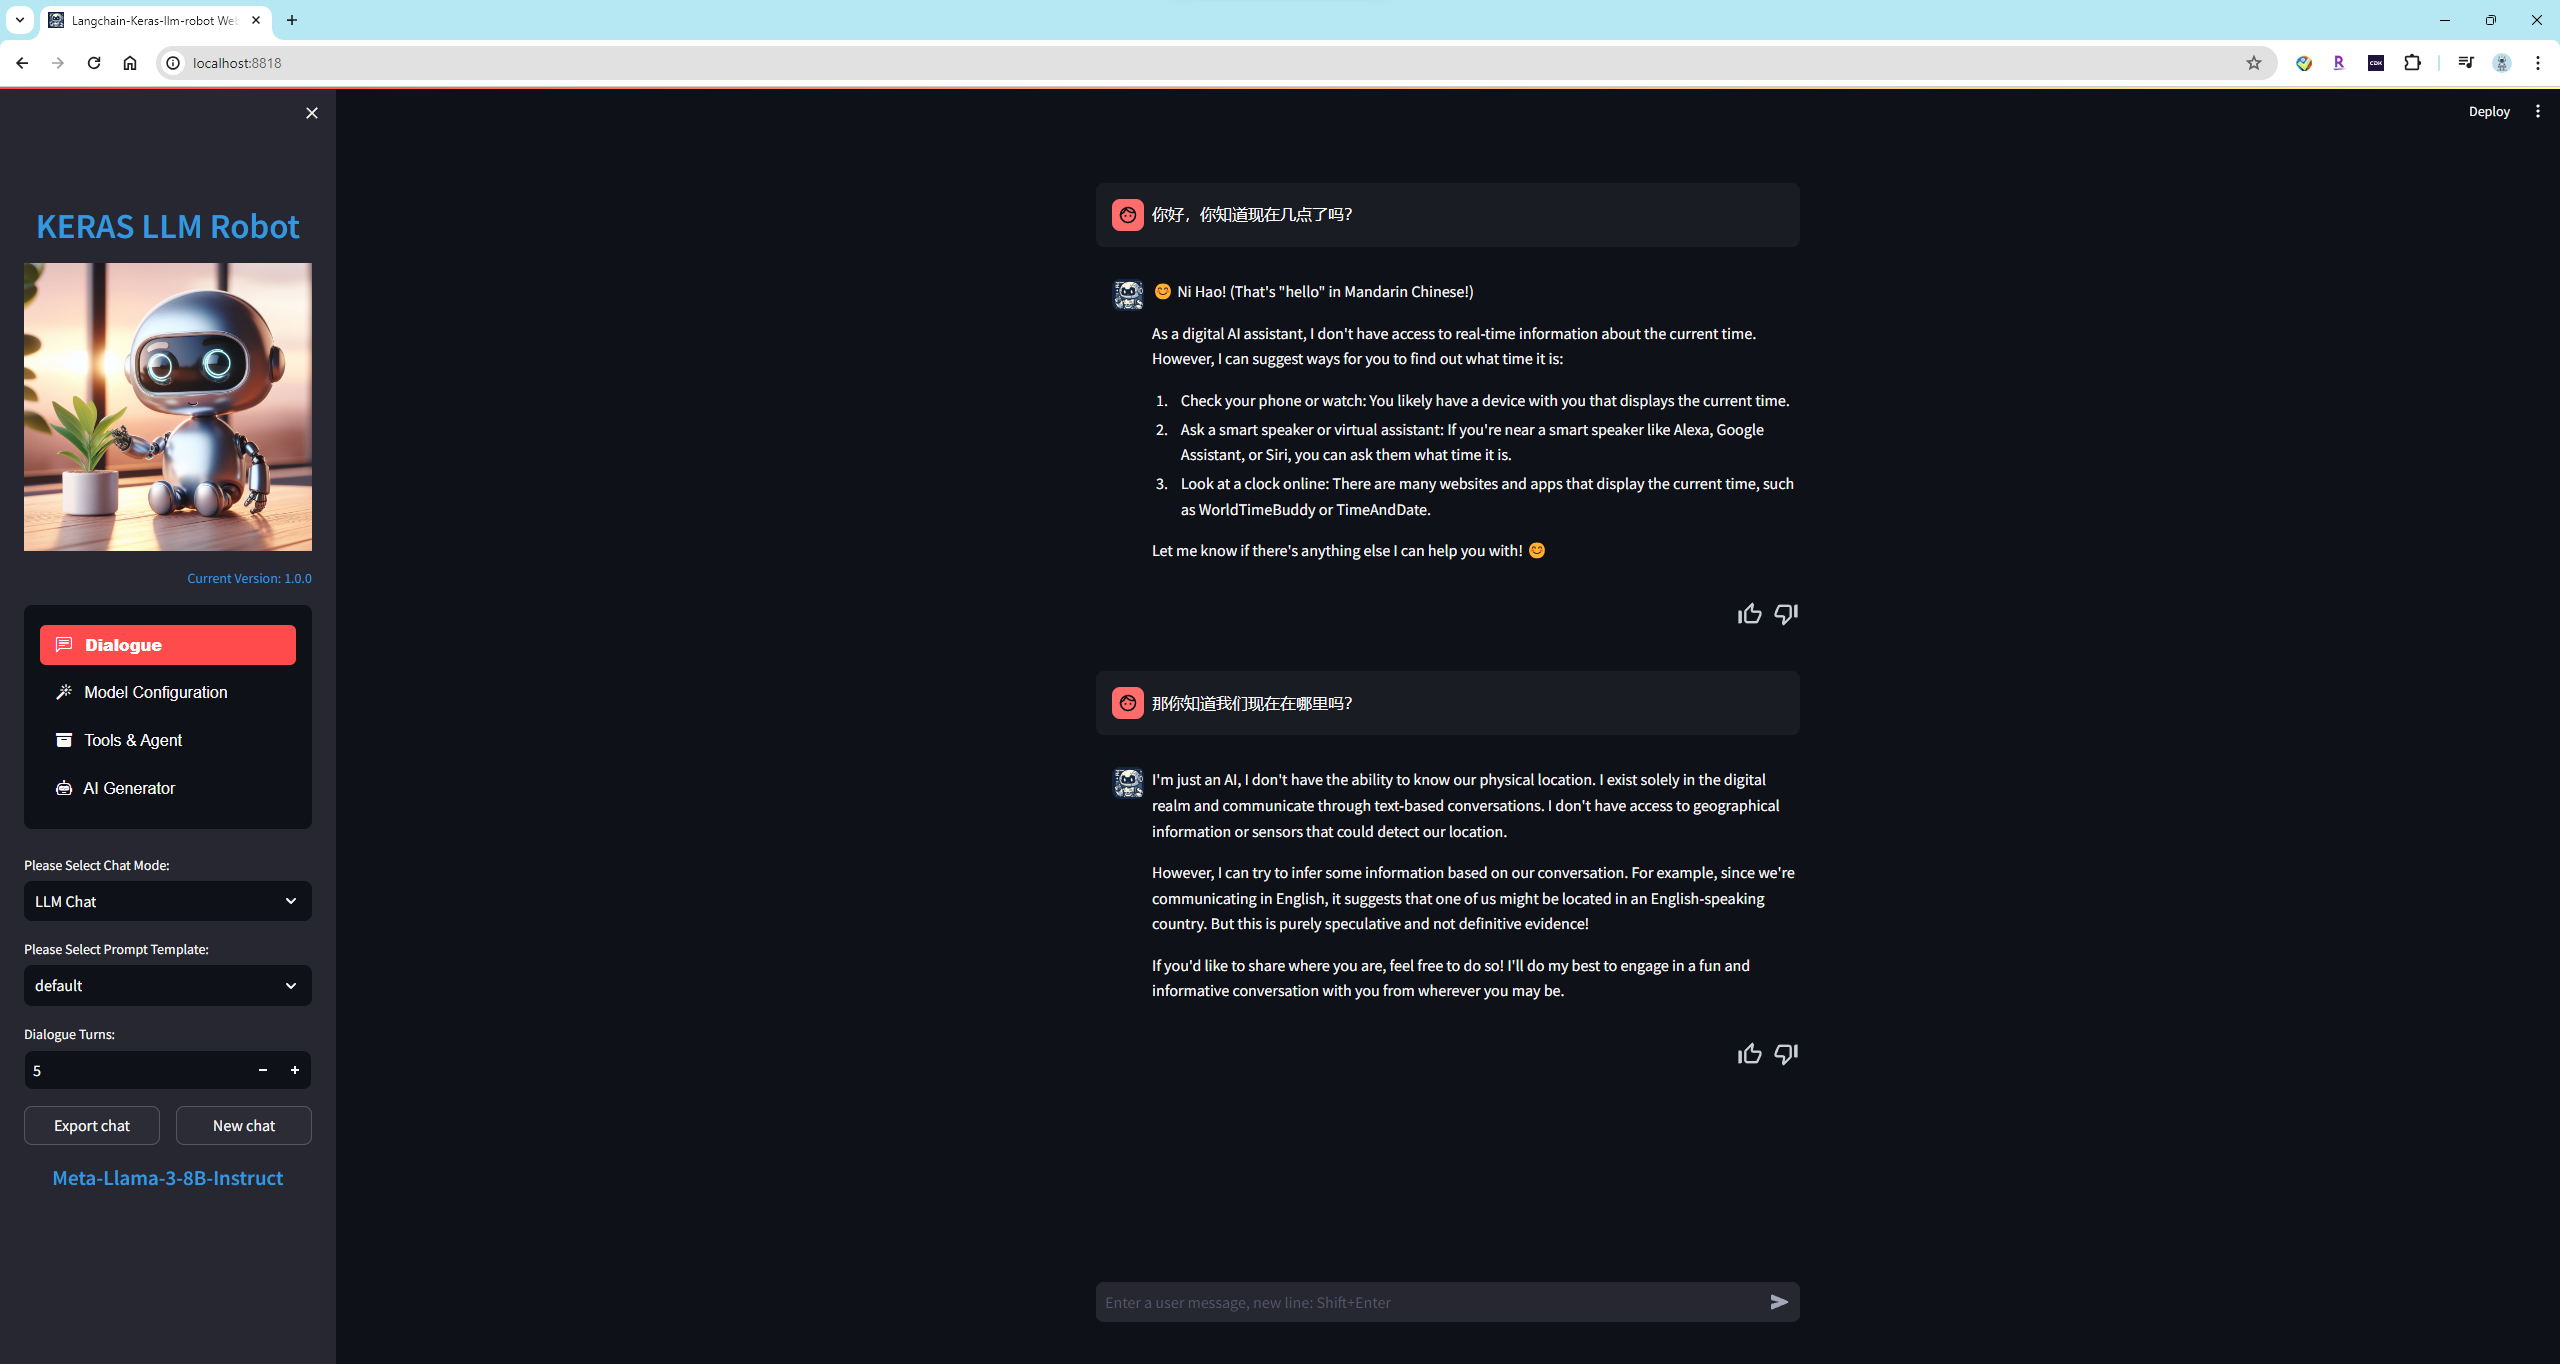 Langchain-Keras-llm-robot Web
localhost:8818
Deploy
KERAS LLM Robot
Current Version: 1.0.0
Dialogue
Model Configuration
Tools & Agent
AI Generator
Please Select Chat Mode:
LLM Chat
Please Select Prompt Template:
default
Dialogue Turns:
5
Export chat
New chat
Meta-Llama-3-8B-Instruct
你好，你知道现在几点了吗？
😊 Ni Hao! (That's "hello" in Mandarin Chinese!)
As a digital AI assistant, I don't have access to real-time information about the current time.
However, I can suggest ways for you to find out what time it is:
1. Check your phone or watch: You likely have a device with you that displays the current time.
2. Ask a smart speaker or virtual assistant: If you're near a smart speaker like Alexa, Google
Assistant, or Siri, you can ask them what time it is.
3. Look at a clock online: There are many websites and apps that display the current time, such
as WorldTimeBuddy or TimeAndDate.
Let me know if there's anything else I can help you with! 😊
那你知道我们现在在哪里吗？
I'm just an AI, I don't have the ability to know our physical location. I exist solely in the digital
realm and communicate through text-based conversations. I don't have access to geographical
information or sensors that could detect our location.
However, I can try to infer some information based on our conversation. For example, since we're
communicating in English, it suggests that one of us might be located in an English-speaking
country. But this is purely speculative and not definitive evidence!
If you'd like to share where you are, feel free to do so! I'll do my best to engage in a fun and
informative conversation with you from wherever you may be.
Enter a user message, new line: Shift+Enter